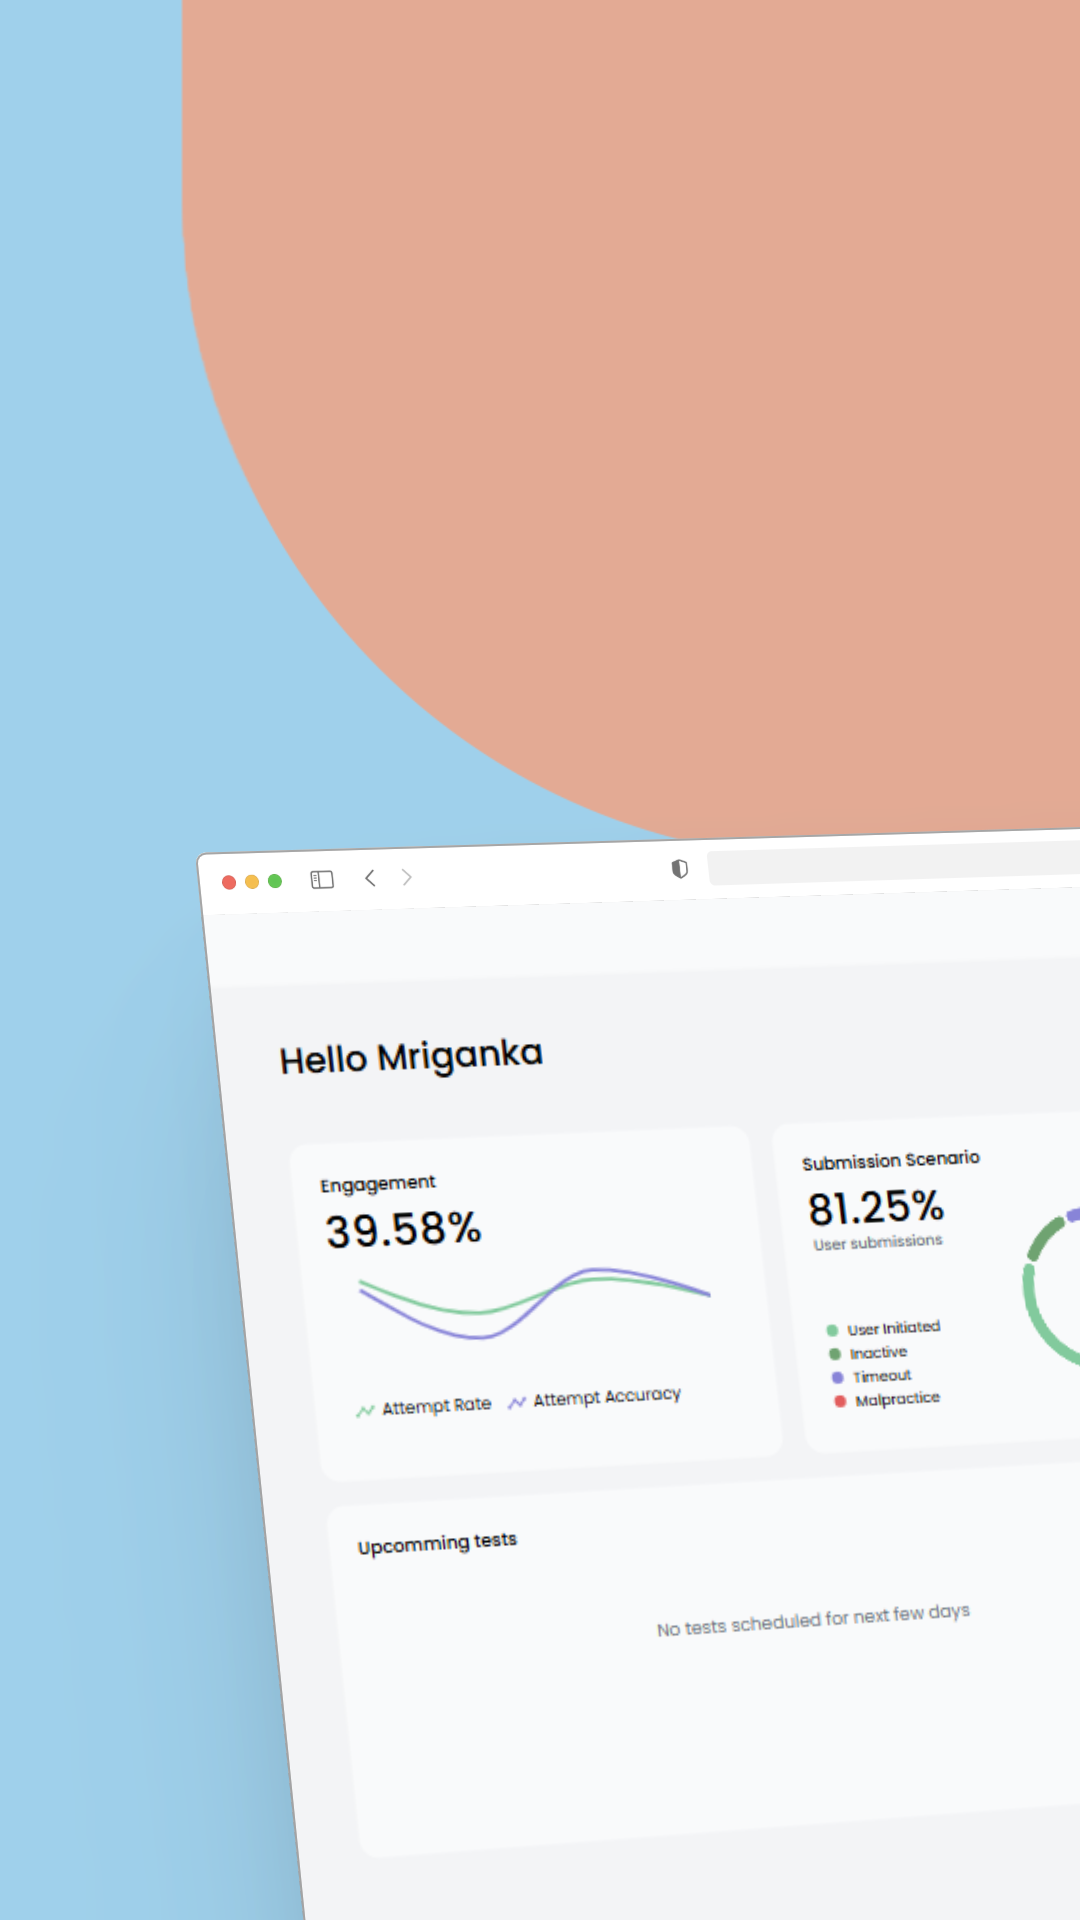 Hello Mriganka
Engagement
39.58%
Attempt Rate Attempt Accuracy
Submission Scenario
81.25%
User submissions
User Initiated
Inactive
Timeout
Malpractice
Upcomming tests
No tests scheduled for next few days